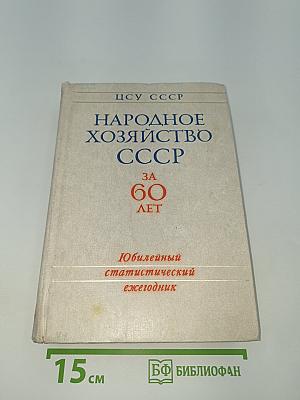 ЦСУ СССР
НАРОДНОЕ
ХОЗЯЙСТВО
СССР
ЗА
60
ЛЕТ
Юбилейный
статистический
ежегодник
15 СМ
БФ БИБЛИОФАН